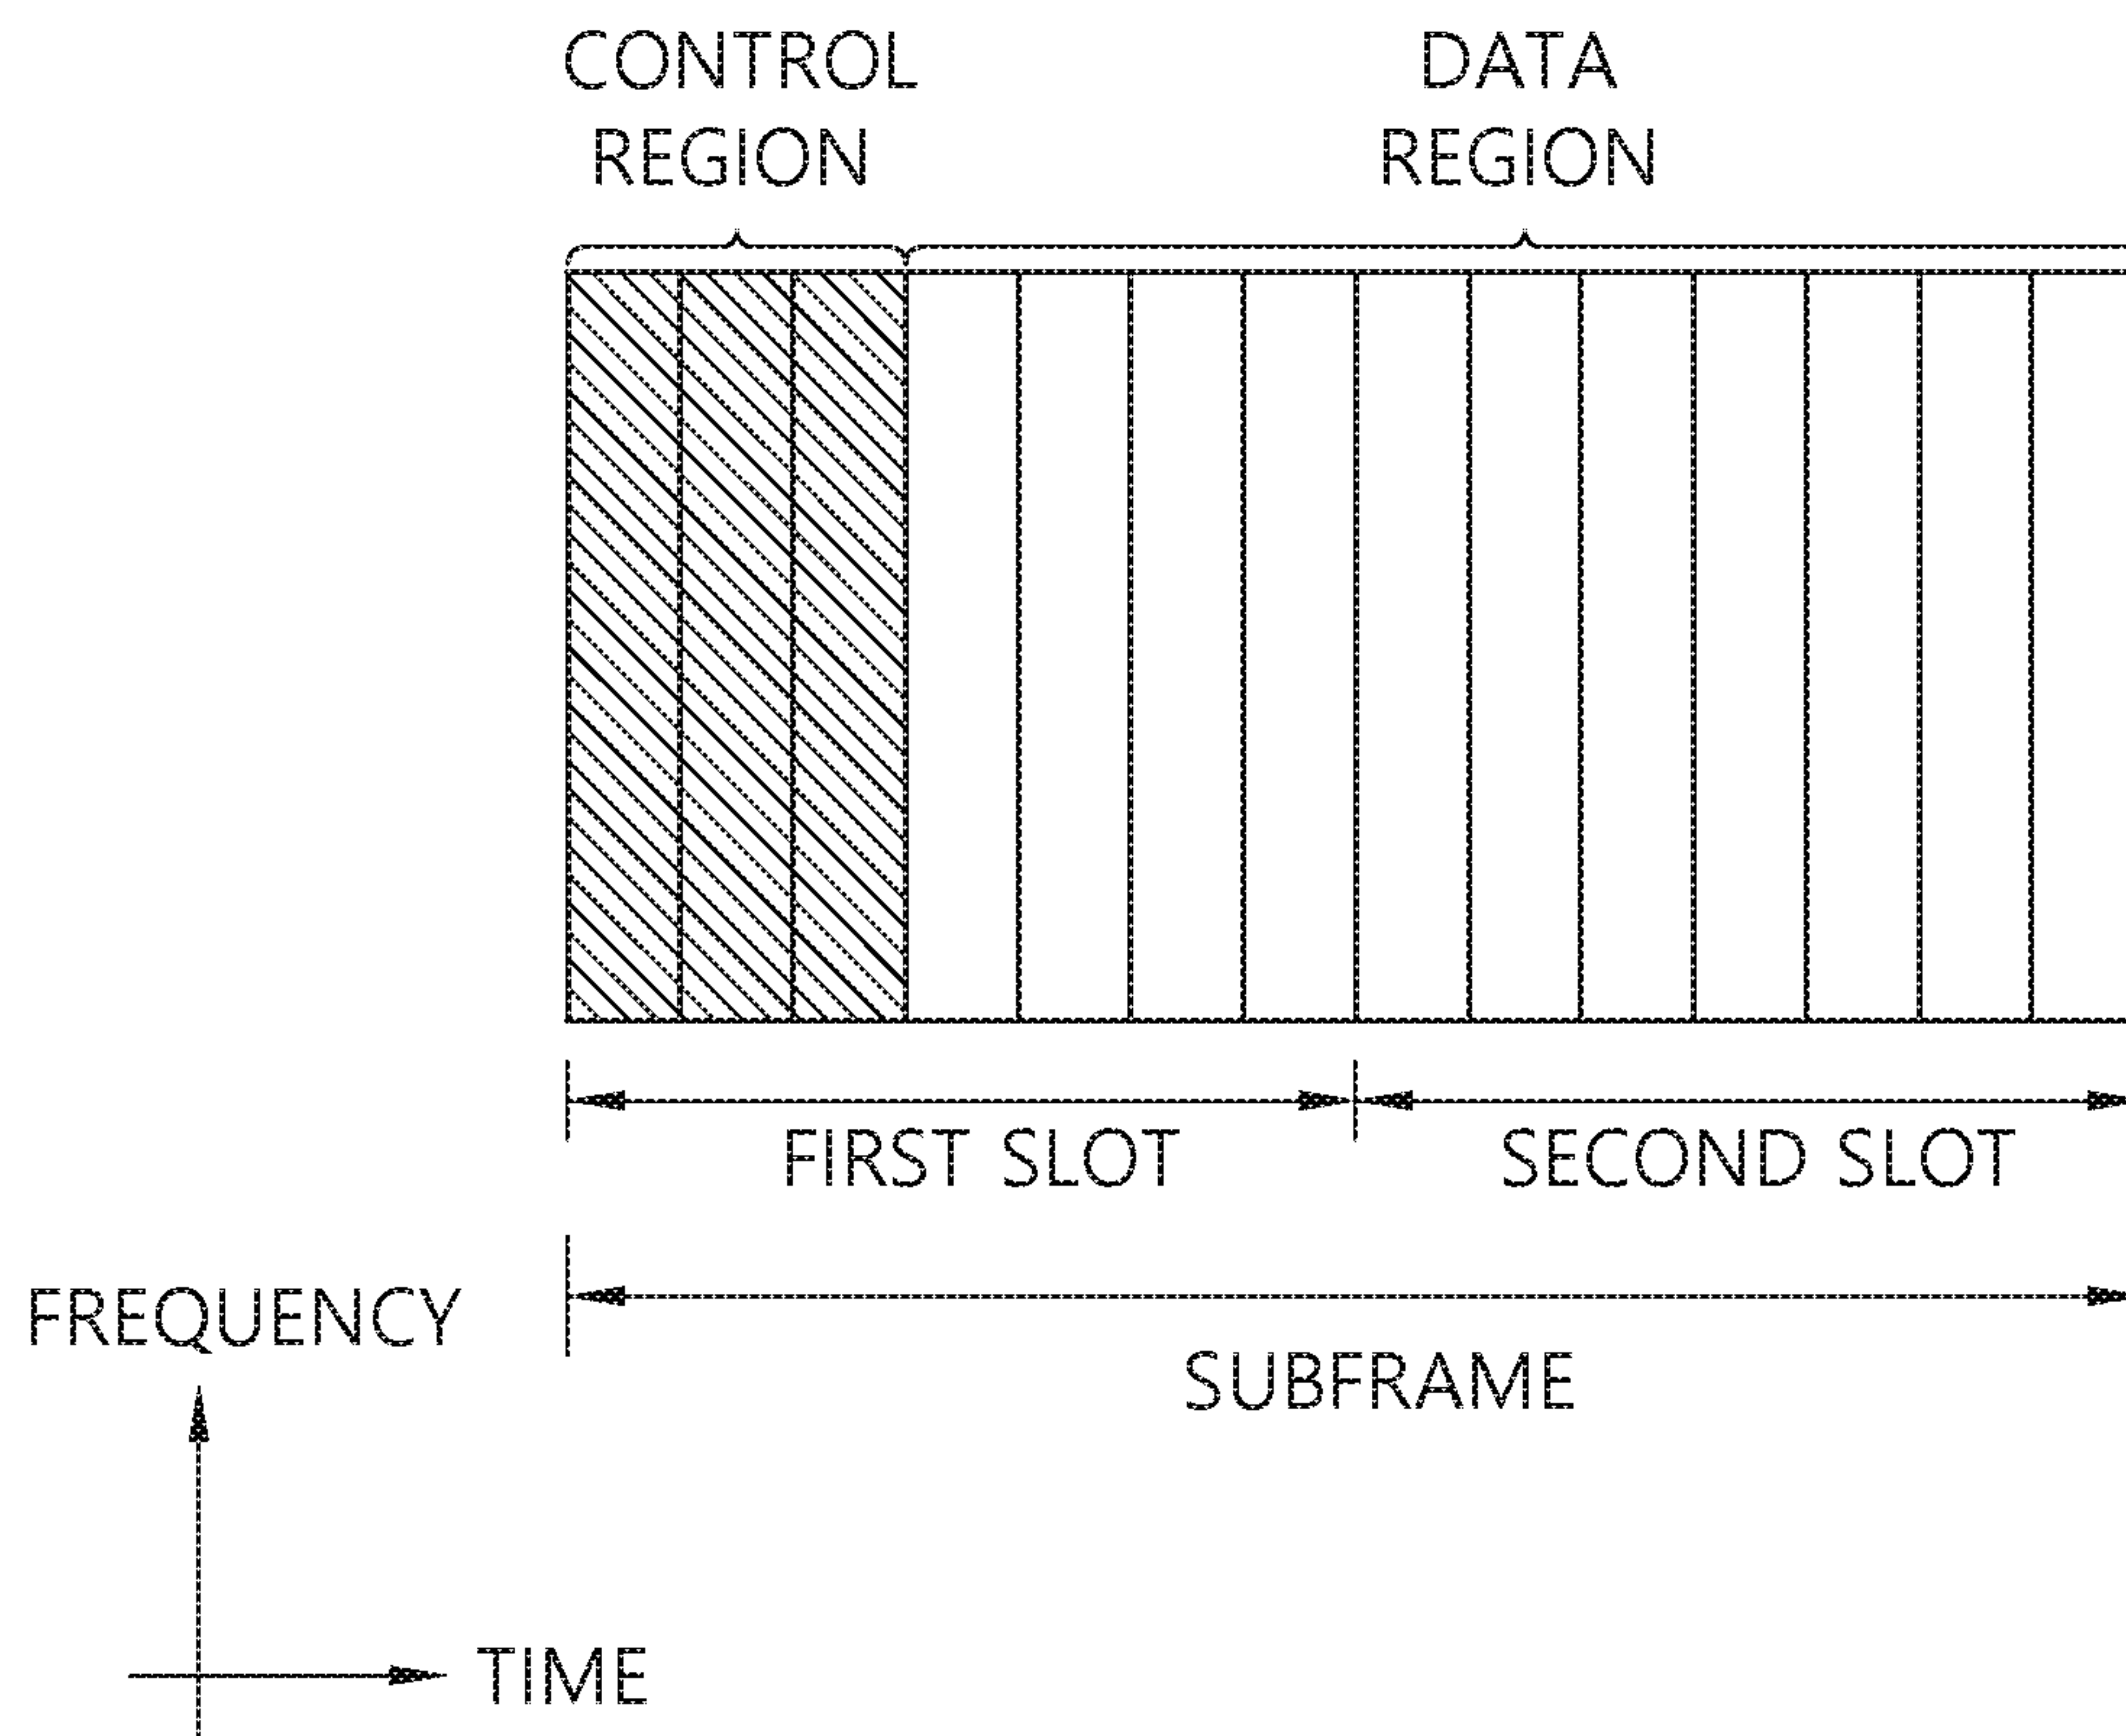 CONTROL
REGION
DATA
REGION
FIRST SLOT
SECOND SLOT
SUBFRAME
FREQUENCY
TIME